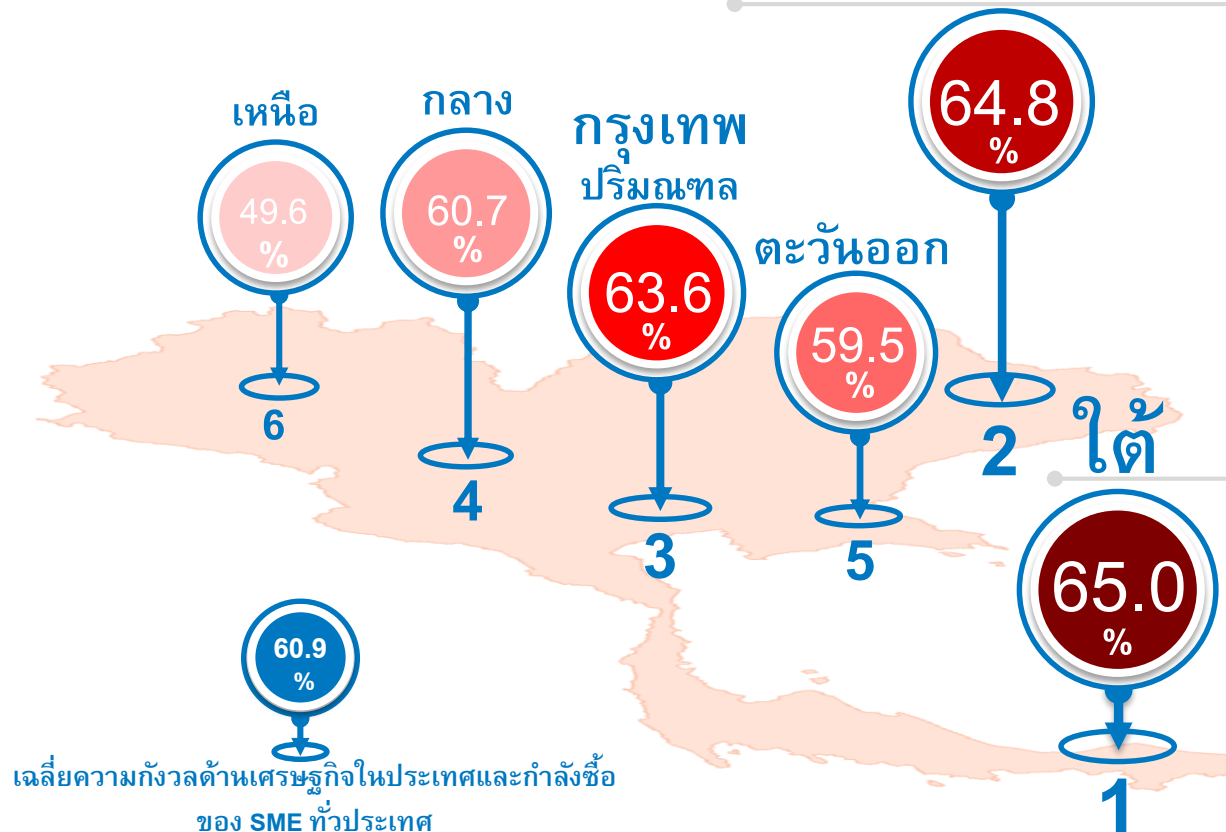 64.8
%
2
เหนือ
49.6
%
6
กลาง
60.7
%
4
กรุงเทพ
ปริมณฑล
63.6
%
3
ตะวันออก
59.5
%
5
ใต้
65.0
%
1
60.9
%
เฉลี่ยความกังวลด้านเศรษฐกิจในประเทศและกำลังซื้อ
ของ SME ทั่วประเทศ